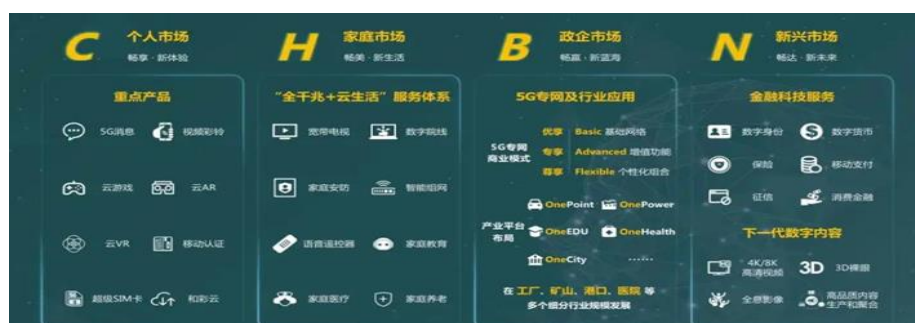 C 个人市场
畅享·新体验
重点产品
5G消息 视频彩铃
云游戏 云AR
云VR 移动认证
超级SIM卡 和彩云
H 家庭市场
畅美·新生活
“全千兆+云生活”服务体系
宽带电视 数字院线
家庭安防 智能组网
语音遥控器 家庭教育
家庭医疗 家庭养老
B 政企市场
畅赢·新蓝海
5G专网及行业应用
5G专网
商业模式
优享 Basic 基础网络
专享 Advanced 增值功能
尊享 Flexible 个性化组合
产业平台
布局
OnePoint OnePower
OneEDU OneHealth
OneCity ……
在 工厂、矿山、港口、医院 等
多个细分行业规模发展
N 新兴市场
畅达·新未来
金融科技服务
数字身份 数字货币
保险 移动支付
征信 消费金融
下一代数字内容
4K/8K
高清视频
3D 3D裸眼
全息影像
高品质内容
生产和聚合